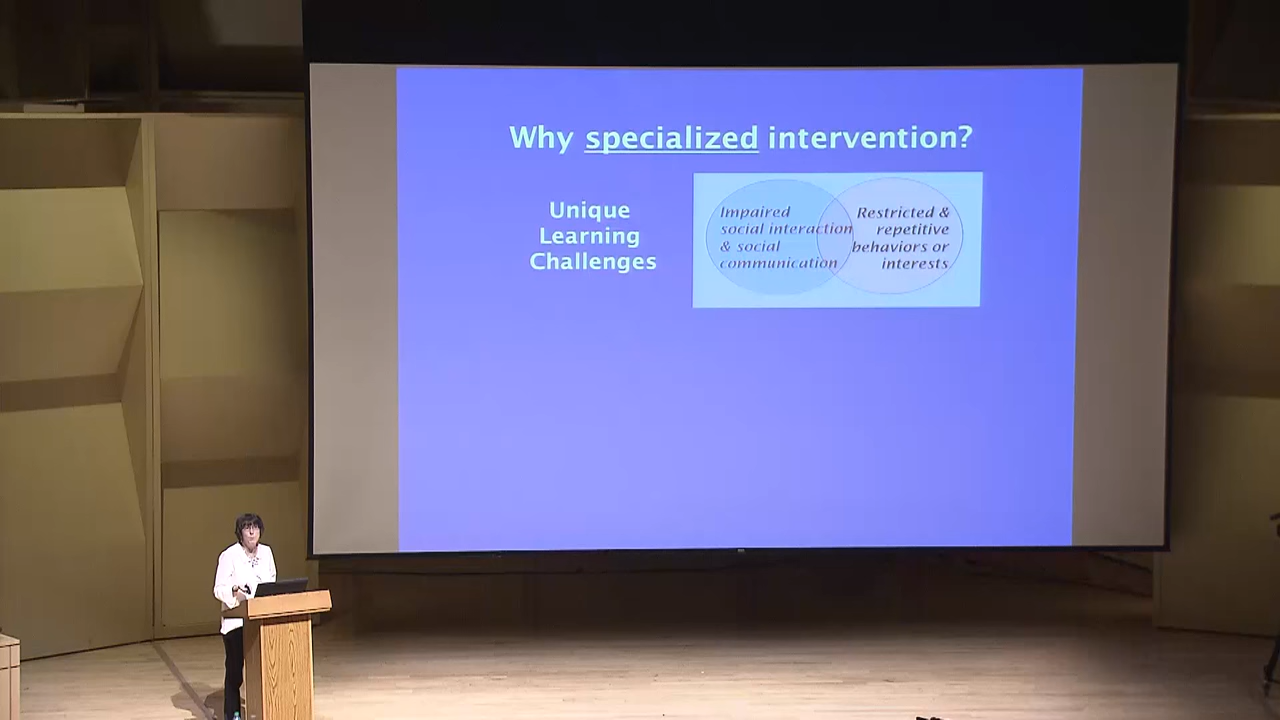 Why specialized intervention?
Unique
Learning
Challenges
Impaired
social interaction
& social
communication
Restricted &
repetitive
behaviors or
interests